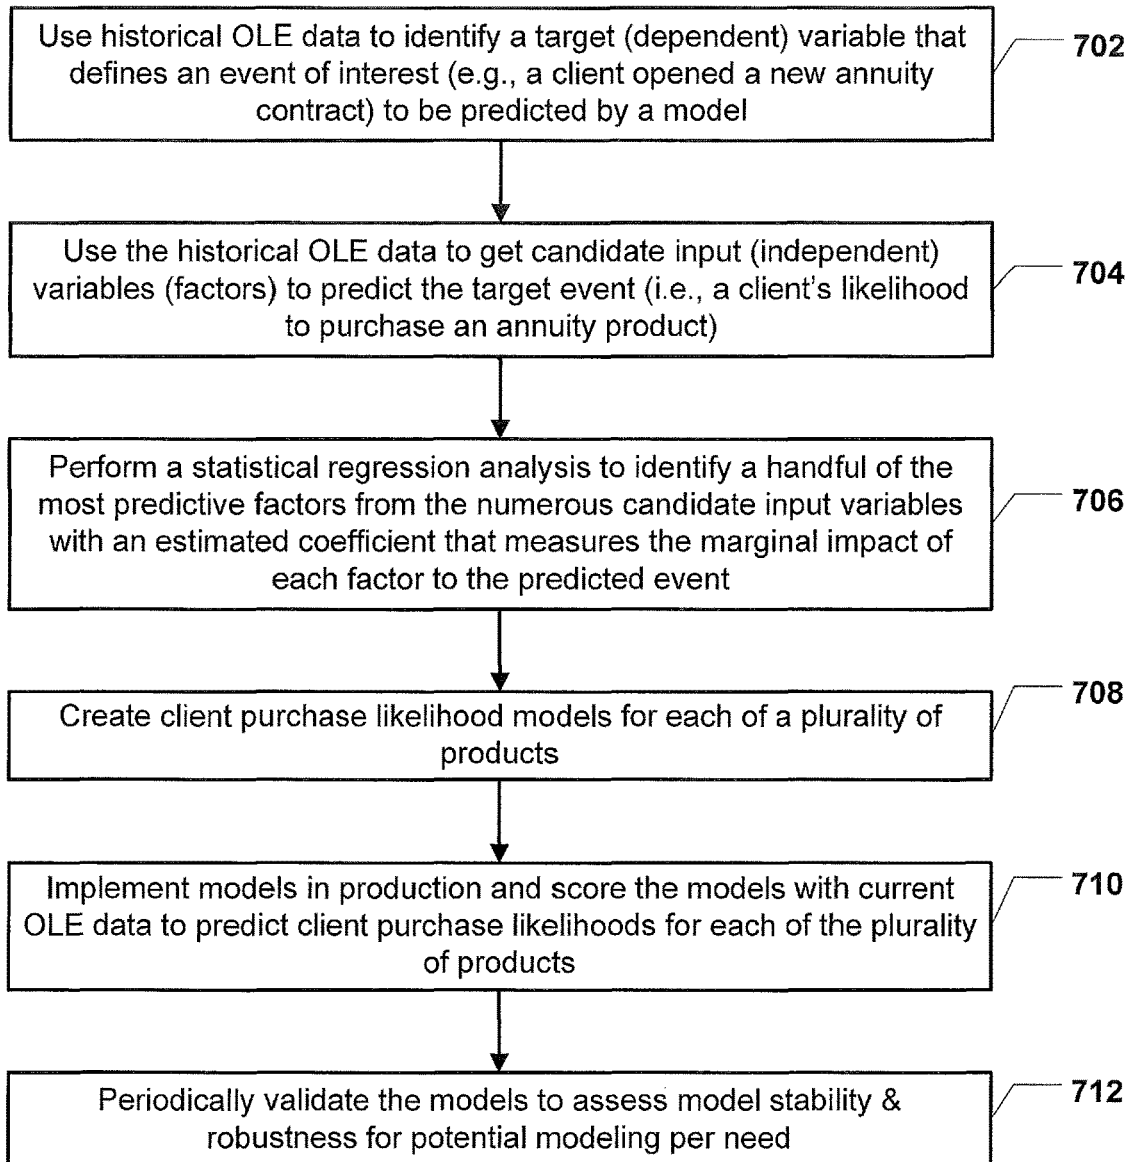 Use historical OLE data to identify a target (dependent) variable that
defines an event of interest (e.g., a client opened a new annuity
contract) to be predicted by a model
702
Use the historical OLE data to get candidate input (independent)
variables (factors) to predict the target event (i.e., a client's likelihood
to purchase an annuity product)
704
Perform a statistical regression analysis to identify a handful of the
most predictive factors from the numerous candidate input variables
with an estimated coefficient that measures the marginal impact of
each factor to the predicted event
706
Create client purchase likelihood models for each of a plurality of
products
708
Implement models in production and score the models with current
OLE data to predict client purchase likelihoods for each of the plurality
of products
710
Periodically validate the models to assess model stability &
robustness for potential modeling per need
712